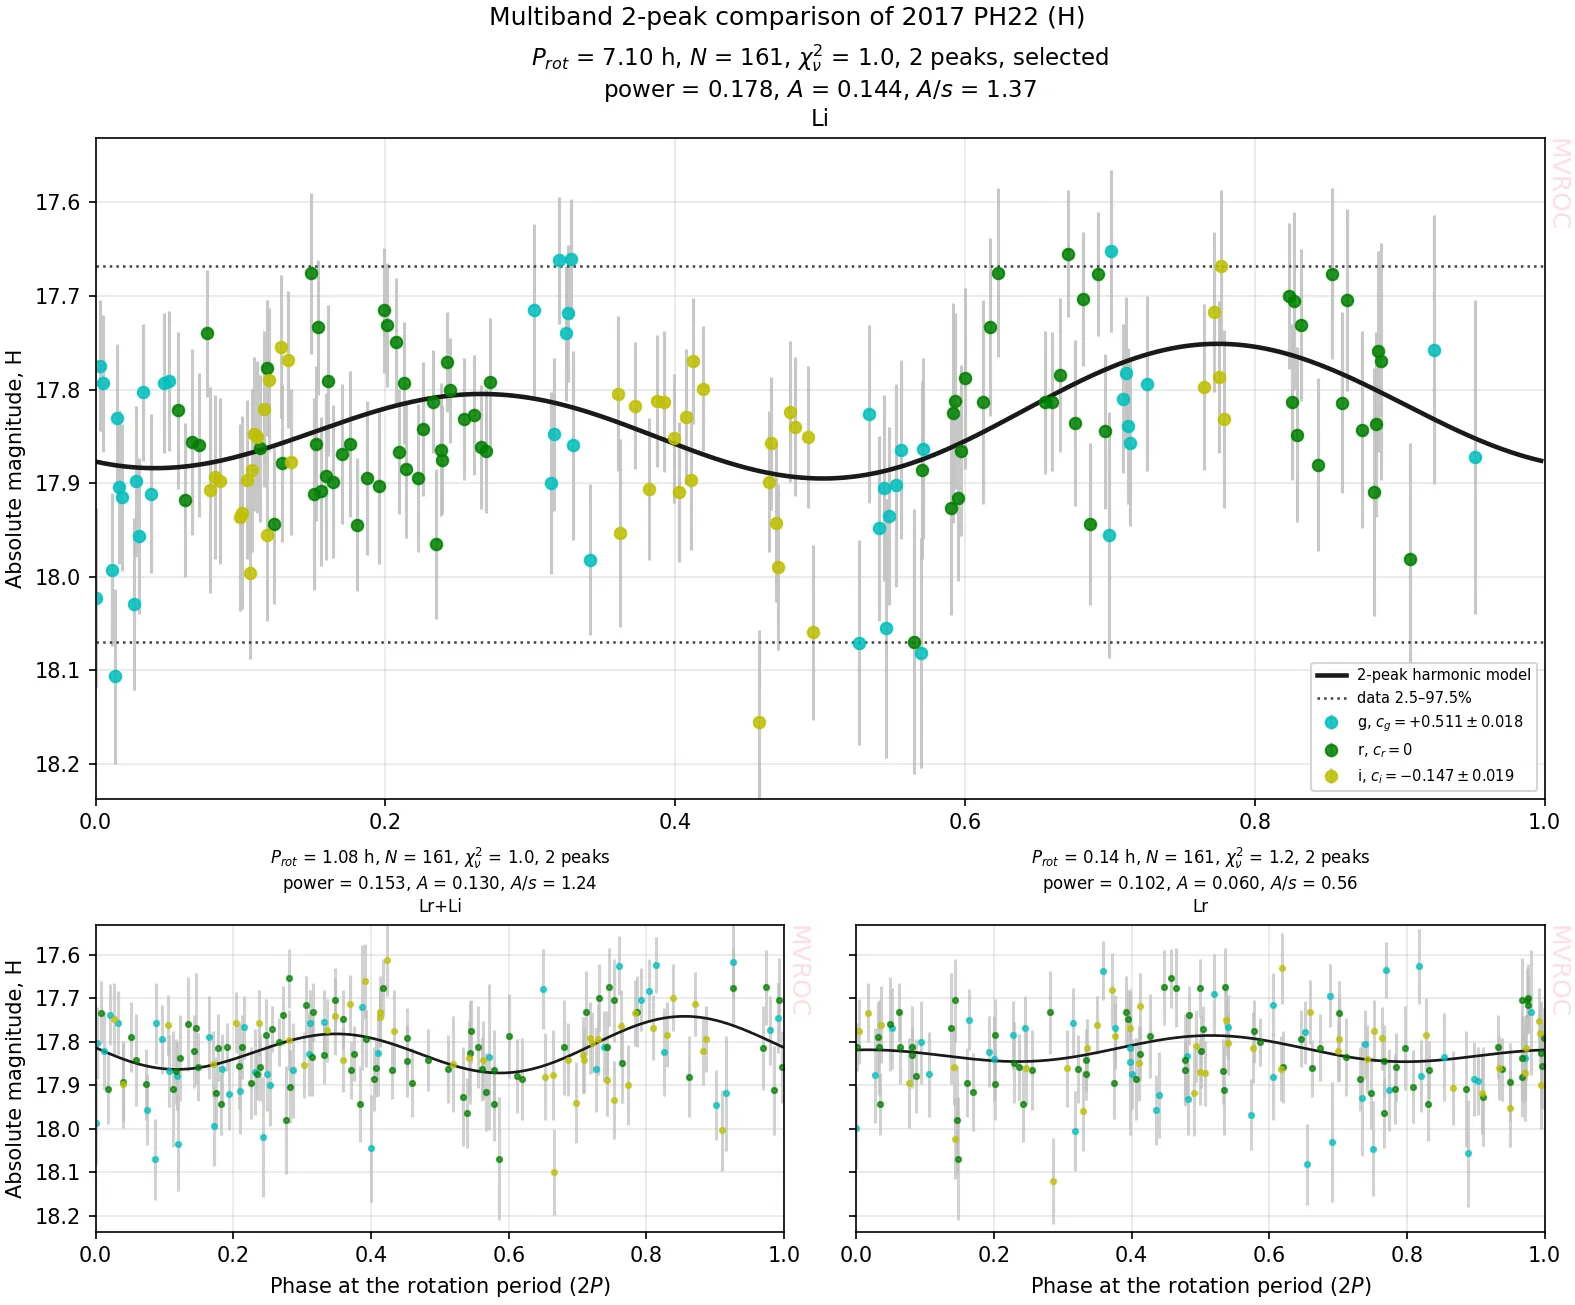 Multiband 2-peak comparison of 2017 PH22 (H)
P_rot = 7.10 h, N = 161, χ²_ν = 1.0, 2 peaks, selected
power = 0.178, A = 0.144, A/s = 1.37
Li
MVROC
Absolute magnitude, H
17.6
17.7
17.8
17.9
18.0
18.1
18.2
2-peak harmonic model
data 2.5–97.5%
g, c_g = +0.511 ± 0.018
r, c_r = 0
i, c_i = −0.147 ± 0.019
0.0 0.2 0.4 0.6 0.8 1.0
P_rot = 1.08 h, N = 161, χ²_ν = 1.0, 2 peaks
power = 0.153, A = 0.130, A/s = 1.24
Lr+Li
MVROC
Absolute magnitude, H
17.6
17.7
17.8
17.9
18.0
18.1
18.2
0.0 0.2 0.4 0.6 0.8 1.0
Phase at the rotation period (2P)
P_rot = 0.14 h, N = 161, χ²_ν = 1.2, 2 peaks
power = 0.102, A = 0.060, A/s = 0.56
Lr
MVROC
0.0 0.2 0.4 0.6 0.8 1.0
Phase at the rotation period (2P)